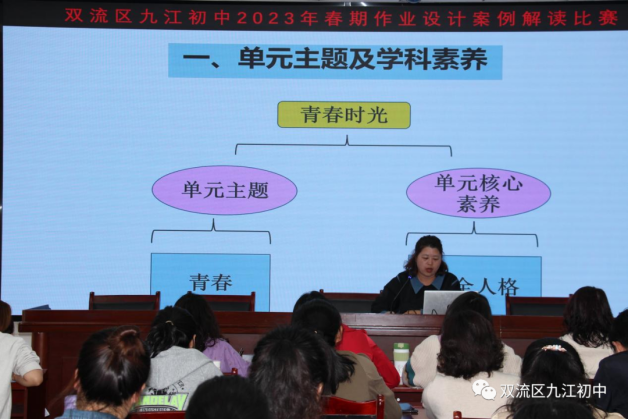 双流区九江初中2023年春期作业设计案例解读比赛
一、单元主题及学科素养
青春时光
单元主题
单元核心
素养
青春
全人格
双流区九江初中